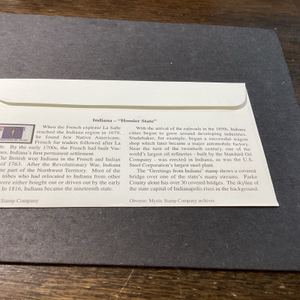 Indiana – "Hoosier State"
When the French explorer La Salle
reached the Indiana region in 1679,
he found few Native Americans.
French fur traders followed after La
By the early 1700s, the French had built Vin-
Indiana's first permanent settlement.
the British won Indiana in the French and Indian
of 1763. After the Revolutionary War, Indiana
part of the Northwest Territory. Most of the
tribes who had relocated to Indiana from other
were either bought out or driven out by the early
In 1816, Indiana became the nineteenth state.
With the arrival of the railroads in the 1850s, Indiana
cities began to grow around developing industries.
Studebaker, for example, began a successful wagon
shop which later became a major automobile factory.
Near the turn of the twentieth century, one of the
world's largest oil refineries - built by the Standard Oil
Company - was erected in Indiana, as was the U.S.
Steel Corporation's largest steel plant.
The "Greetings from Indiana" stamp shows a covered
bridge over one of the state's many streams. Parke
County alone has over 30 covered bridges. The skyline of
the state capital of Indianapolis rises in the background.
Stamp Company
Obverse: Mystic Stamp Company archives